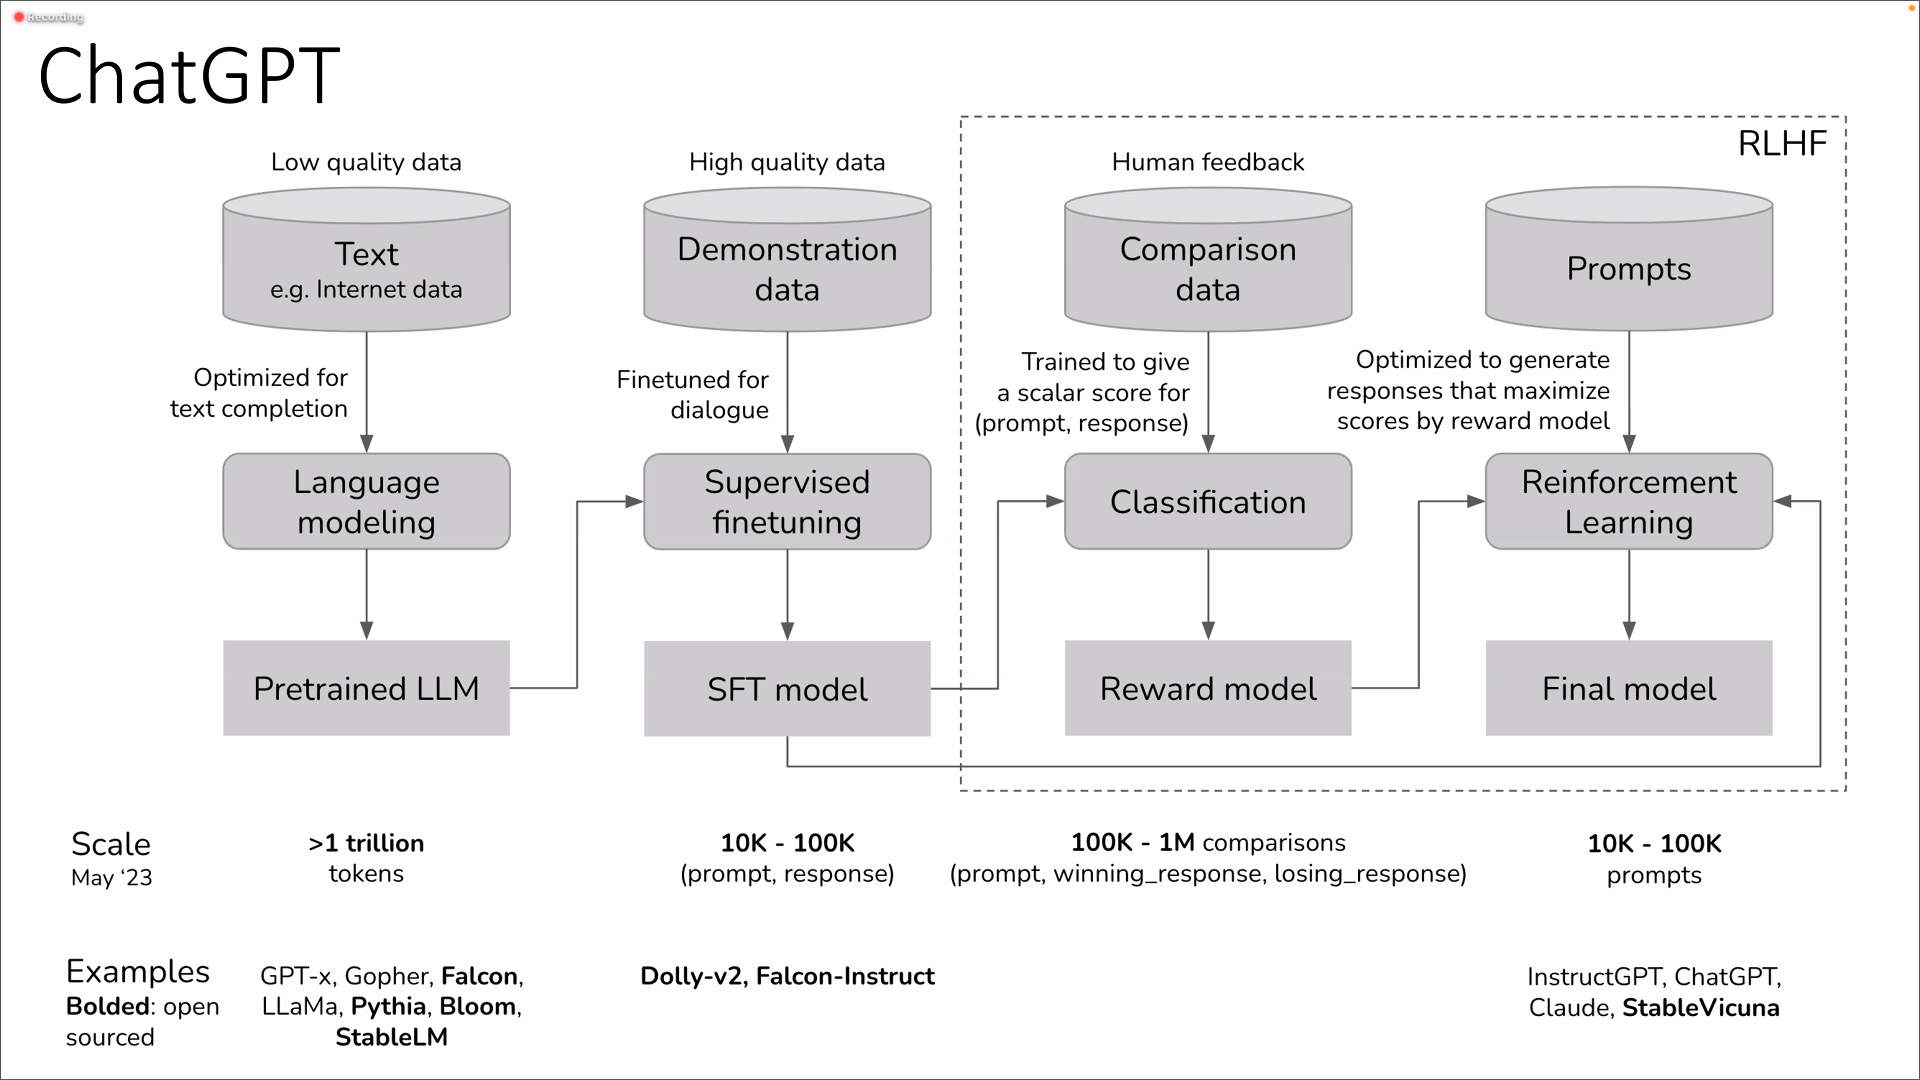 Recording
ChatGPT
RLHF
Low quality data
High quality data
Human feedback
Text
e.g. Internet data
Demonstration
data
Comparison
data
Prompts
Optimized for
text completion
Finetuned for
dialogue
Trained to give
a scalar score for
(prompt, response)
Optimized to generate
responses that maximize
scores by reward model
Language
modeling
Supervised
finetuning
Classification
Reinforcement
Learning
Pretrained LLM
SFT model
Reward model
Final model
Scale
May ‘23
>1 trillion
tokens
10K - 100K
(prompt, response)
100K - 1M comparisons
(prompt, winning_response, losing_response)
10K - 100K
prompts
Examples
Bolded: open
sourced
GPT-x, Gopher, Falcon,
LLaMa, Pythia, Bloom,
StableLM
Dolly-v2, Falcon-Instruct
InstructGPT, ChatGPT,
Claude, StableVicuna